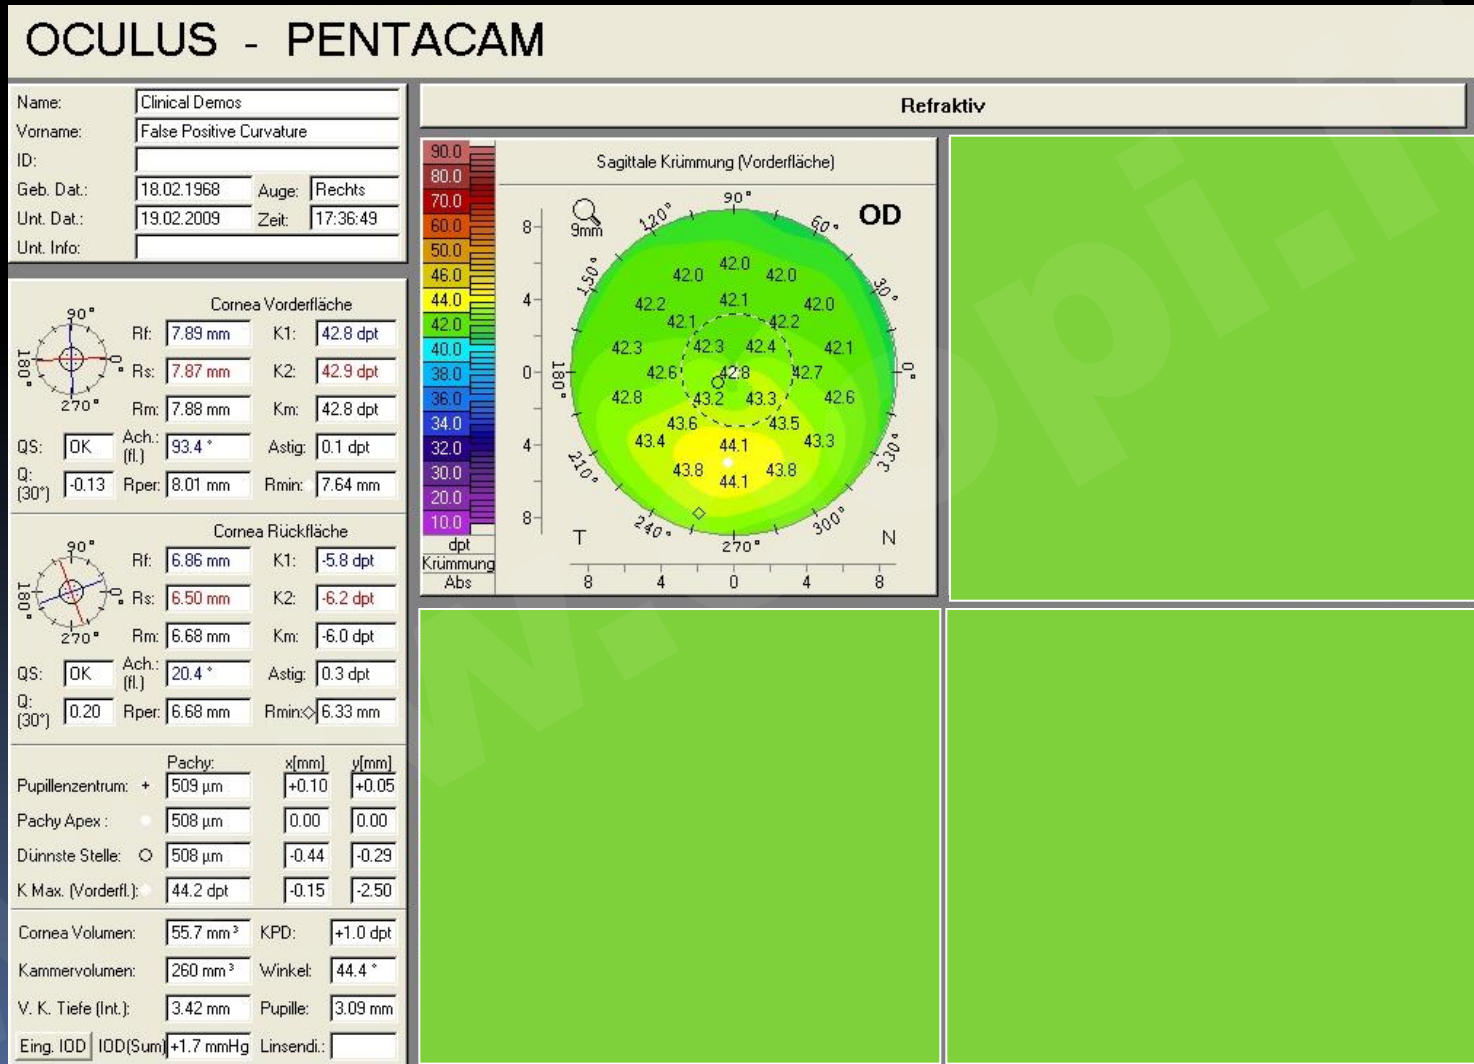 OCULUS - PENTACAM
Name: Clinical Demos
Vorname: False Positive Curvature
ID:
Geb. Dat.: 18.02.1968 Auge: Rechts
Unt. Dat.: 19.02.2009 Zeit: 17:36:49
Unt. Info:
Cornea Vorderfläche
90°
180°
0°
270°
Rf: 7.89 mm K1: 42.8 dpt
Rs: 7.87 mm K2: 42.9 dpt
Rm: 7.88 mm Km: 42.8 dpt
QS: OK Ach.: (fl.) 93.4 ° Astig: 0.1 dpt
Q: (30°) -0.13 Rper: 8.01 mm Rmin: 7.64 mm
Cornea Rückfläche
90°
180°
0°
270°
Rf: 6.86 mm K1: -5.8 dpt
Rs: 6.50 mm K2: -6.2 dpt
Rm: 6.68 mm Km: -6.0 dpt
QS: OK Ach.: (fl.) 20.4 ° Astig: 0.3 dpt
Q: (30°) 0.20 Rper: 6.68 mm Rmin: 6.33 mm
Pachy: x[mm] y[mm]
Pupillenzentrum: + 509 µm +0.10 +0.05
Pachy Apex : 508 µm 0.00 0.00
Dünnste Stelle: O 508 µm -0.44 -0.29
K Max. (Vorderfl.): 44.2 dpt -0.15 -2.50
Cornea Volumen: 55.7 mm³ KPD: +1.0 dpt
Kammervolumen: 260 mm³ Winkel: 44.4 °
V. K. Tiefe (Int.): 3.42 mm Pupille: 3.09 mm
Eing. IOD IOD(Sum) +1.7 mmHg Linsendi.:
Refraktiv
90.0
80.0
70.0
60.0
50.0
46.0
44.0
42.0
40.0
38.0
36.0
34.0
32.0
30.0
20.0
10.0
dpt
Krümmung
Abs
Sagittale Krümmung (Vorderfläche)
9mm
OD
90°
120° 60°
150° 30°
180° 0°
210° 330°
240° 300°
270°
8
4
0
4
8
42.0 42.0 42.0
42.2 42.1 42.0
42.1 42.2
42.3 42.3 42.4 42.1
42.6 42.8 42.7
42.8 43.2 43.3 42.6
43.6 43.5
43.4 44.1 43.3
43.8 44.1 43.8
T N
8 4 0 4 8